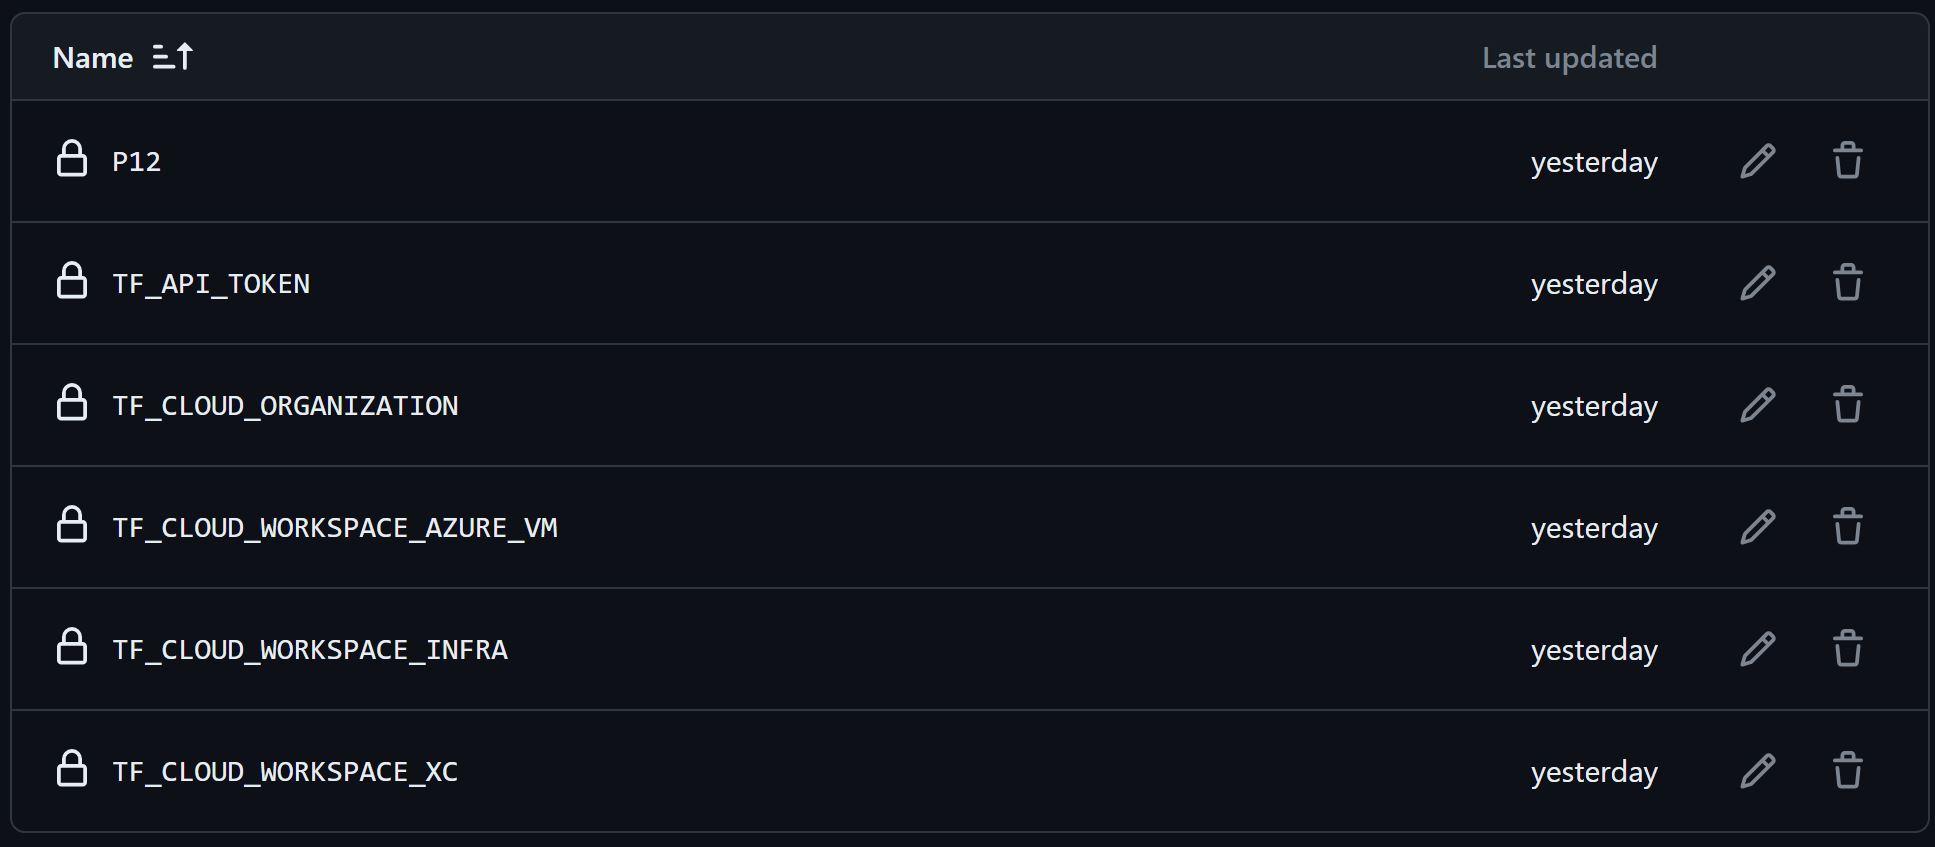 Name Last updated
P12 yesterday
TF_API_TOKEN yesterday
TF_CLOUD_ORGANIZATION yesterday
TF_CLOUD_WORKSPACE_AZURE_VM yesterday
TF_CLOUD_WORKSPACE_INFRA yesterday
TF_CLOUD_WORKSPACE_XC yesterday